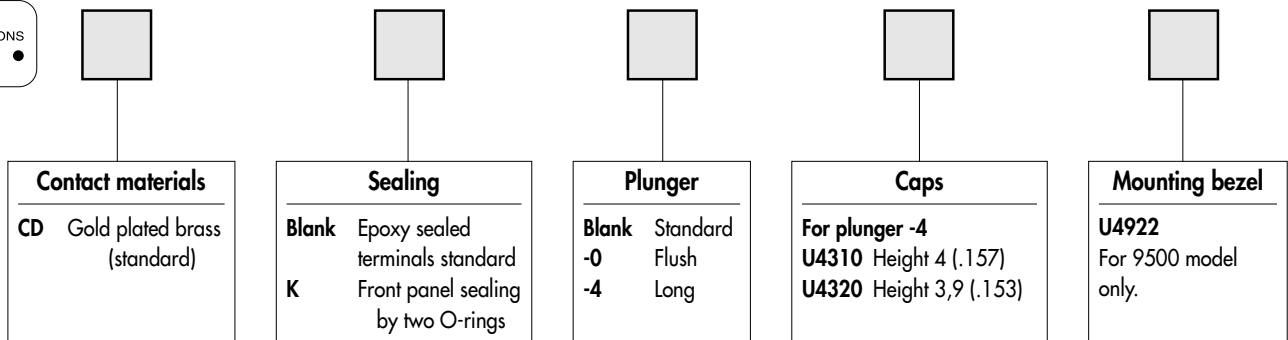 Contact materials
CD Gold plated brass
(standard)
Sealing
Blank Epoxy sealed
terminals standard
K Front panel sealing
by two O-rings
Plunger
Blank Standard
-0 Flush
-4 Long
Caps
For plunger -4
U4310 Height 4 (.157)
U4320 Height 3,9 (.153)
Mounting bezel
U4922
For 9500 model
only.